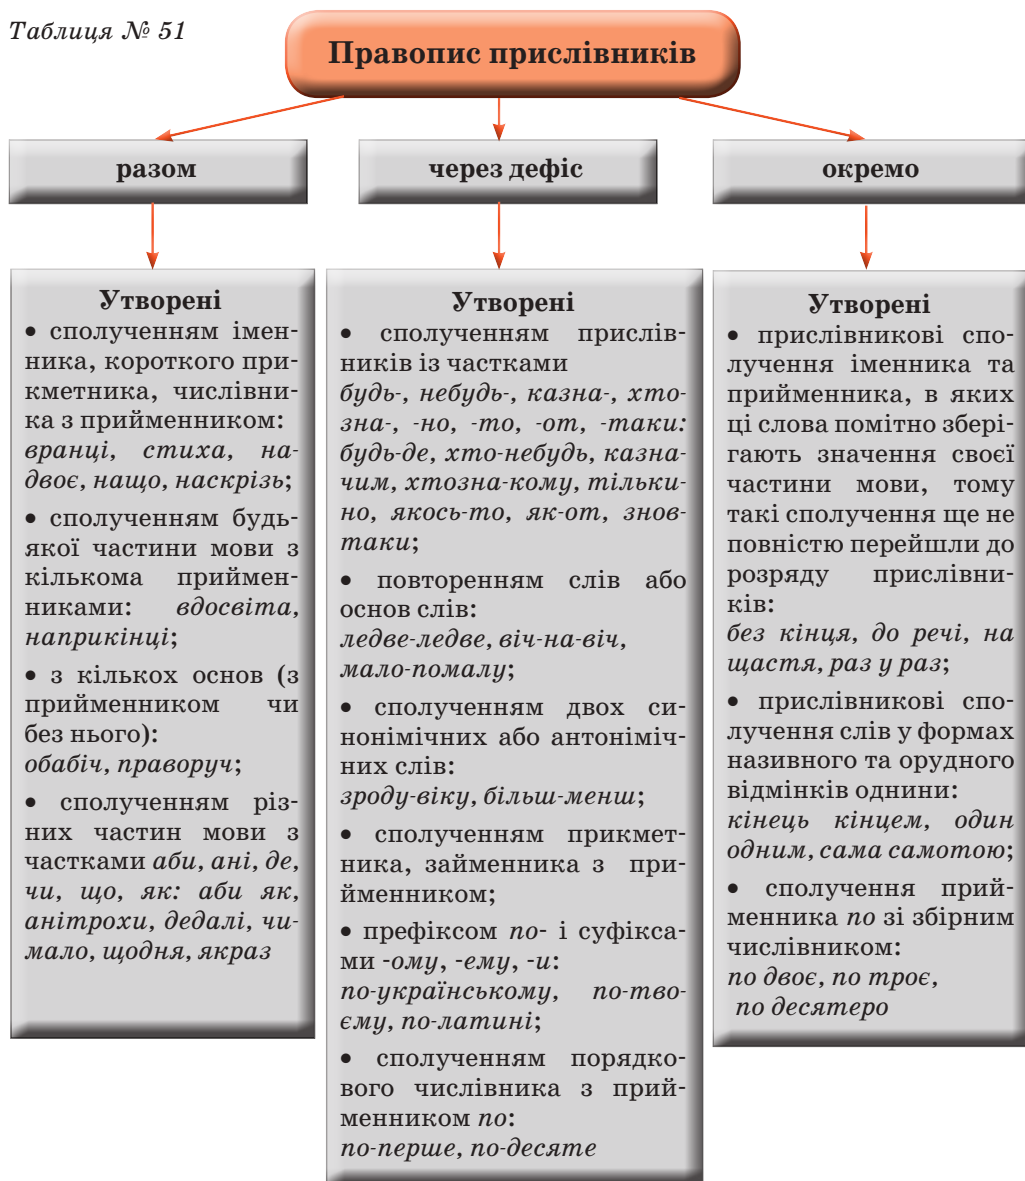 Таблиця № 51
Правопис прислівників
разом
через дефіс
окремо
Утворені
• сполученням імен-
ника, короткого при-
кметника, числівни-
ка з прийменником:
вранці, стиха, на-
двоє, нащо, наскрізь;
• сполученням будь-
якої частини мови з
кількома приймен-
никами: вдосвіта,
наприкінці;
• з кількох основ (з
прийменником чи
без нього):
обабіч, праворуч;
• сполученням різ-
них частин мови з
частками аби, ані, де,
чи, що, як: аби як,
анітрохи, дедалі, чи-
мало, щодня, якраз
Утворені
• сполученням прислів-
ників із частками
будь-, небудь-, казна-, хто-
зна-, -но, -то, -от, -таки:
будь-де, хто-небудь, казна-
чим, хтозна-кому, тільки-
но, якось-то, як-от, знов-
таки;
• повторенням слів або
основ слів:
ледве-ледве, віч-на-віч,
мало-помалу;
• сполученням двох си-
нонімічних або антоніміч-
них слів:
зроду-віку, більш-менш;
• сполученням прикмет-
ника, займенника з при-
йменником;
• префіксом по- і суфікса-
ми -ому, -ему, -и:
по-українському, по-тво-
єму, по-латині;
• сполученням порядко-
вого числівника з прий-
менником по:
по-перше, по-десяте
Утворені
• прислівникові спо-
лучення іменника та
прийменника, в яких
ці слова помітно збері-
гають значення своєї
частини мови, тому
такі сполучення ще не
повністю перейшли до
розряду прислівни-
ків:
без кінця, до речі, на
щастя, раз у раз;
• прислівникові спо-
лучення слів у формах
називного та орудного
відмінків однини:
кінець кінцем, один
одним, сама самотою;
• сполучення прий-
менника по зі збірним
числівником:
по двоє, по троє,
по десятеро